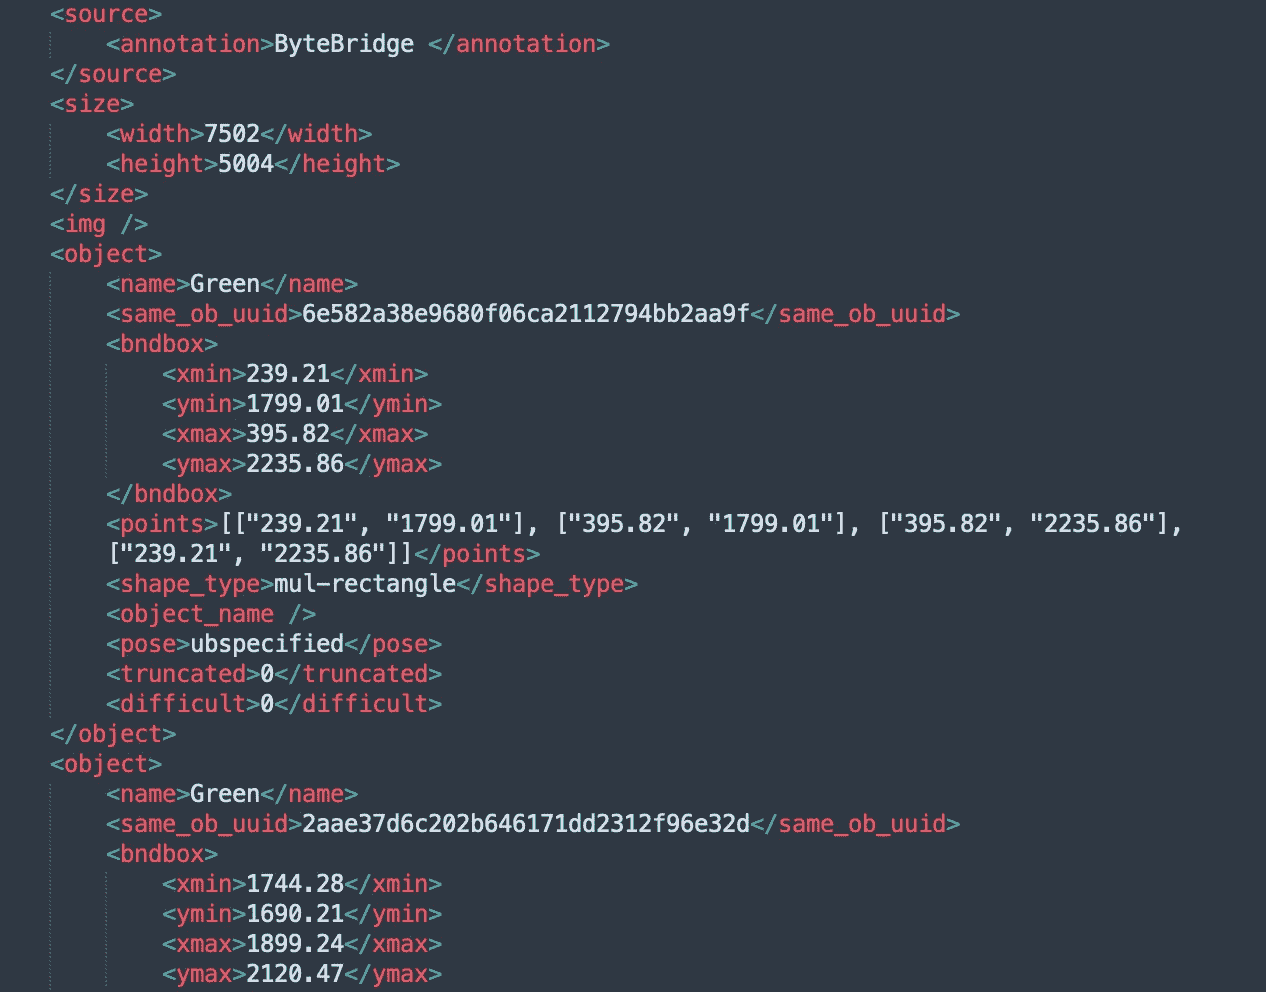 <source>
<annotation>ByteBridge </annotation>
</source>
<size>
<width>7502</width>
<height>5004</height>
</size>
<img />
<object>
<name>Green</name>
<same_ob_uuid>6e582a38e9680f06ca2112794bb2aa9f</same_ob_uuid>
<bndbox>
<xmin>239.21</xmin>
<ymin>1799.01</ymin>
<xmax>395.82</xmax>
<ymax>2235.86</ymax>
</bndbox>
<points>[["239.21", "1799.01"], ["395.82", "1799.01"], ["395.82", "2235.86"],
["239.21", "2235.86"]]</points>
<shape_type>mul-rectangle</shape_type>
<object_name />
<pose>ubspecified</pose>
<truncated>0</truncated>
<difficult>0</difficult>
</object>
<object>
<name>Green</name>
<same_ob_uuid>2aae37d6c202b646171dd2312f96e32d</same_ob_uuid>
<bndbox>
<xmin>1744.28</xmin>
<ymin>1690.21</ymin>
<xmax>1899.24</xmax>
<ymax>2120.47</ymax>